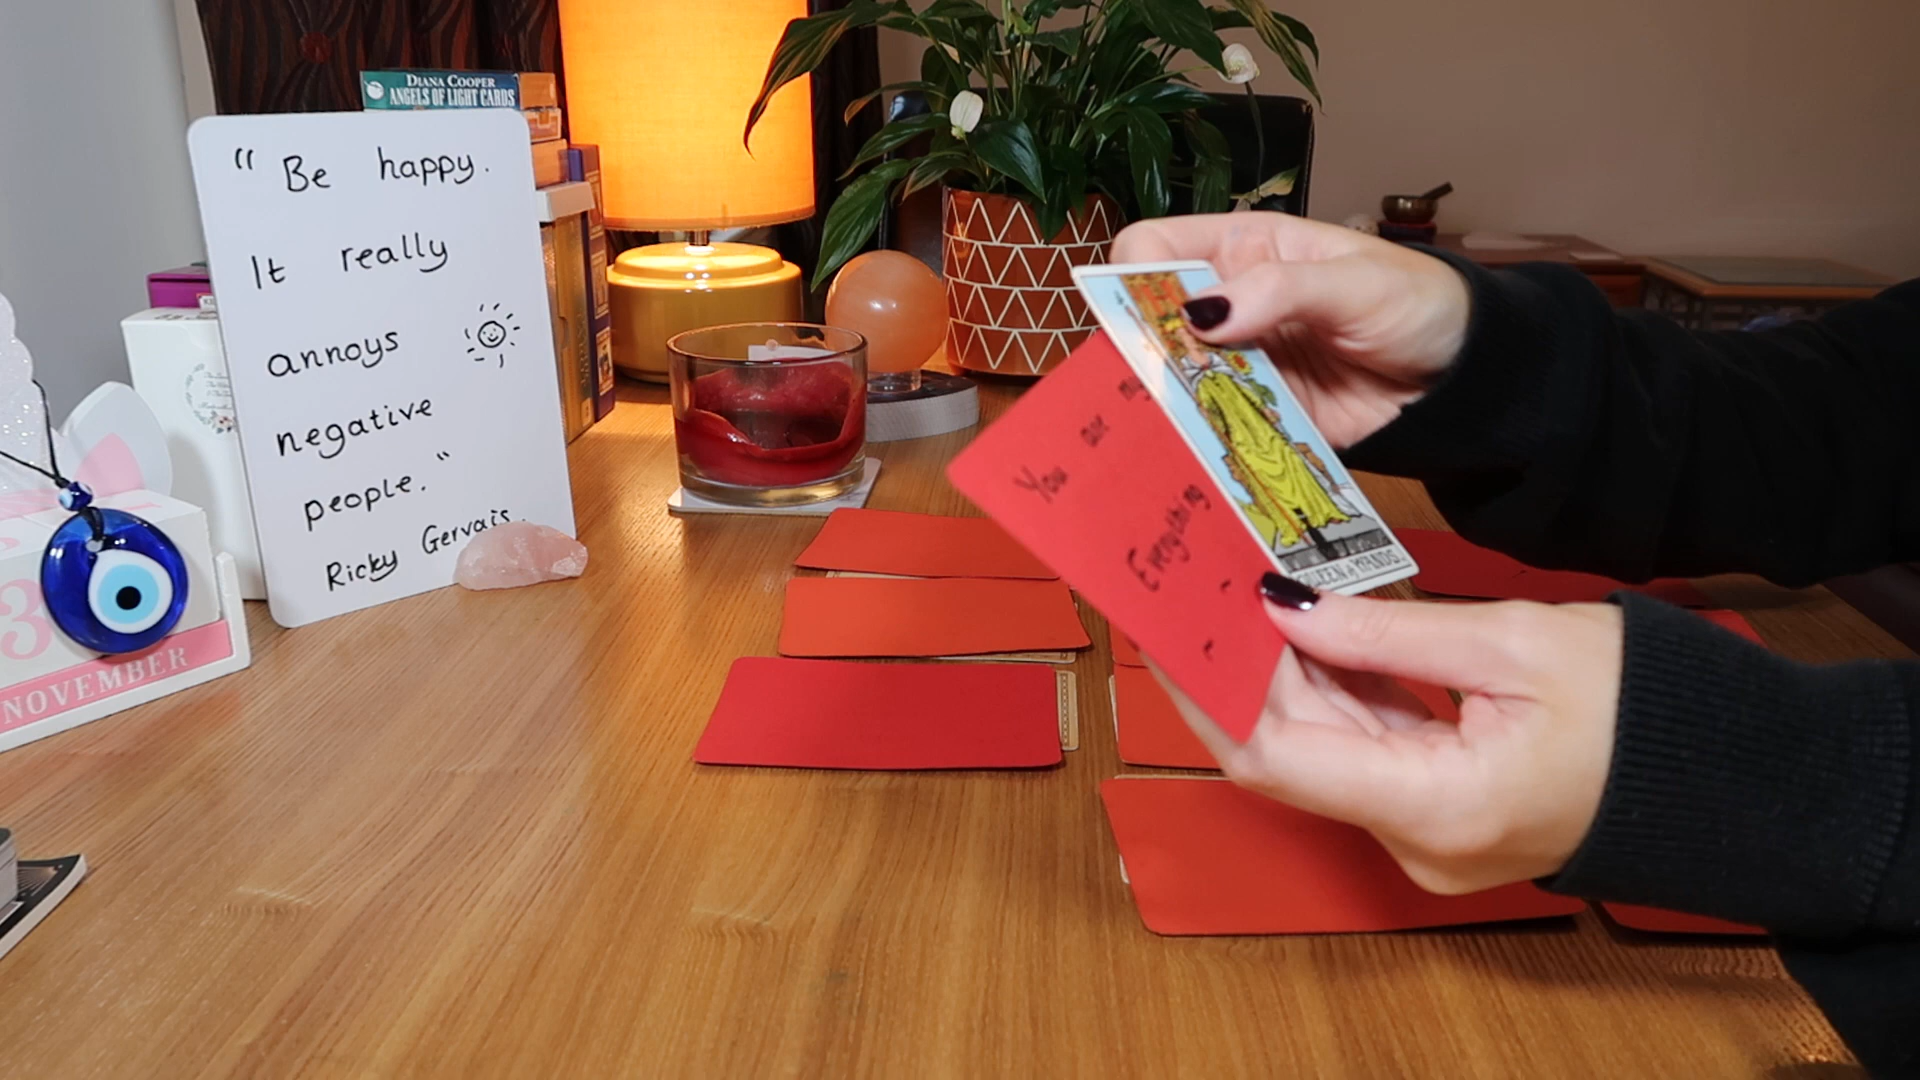 DIANA COOPER
ANGELS OF LIGHT CARDS
" Be happy.
It really
annoys
negative
people. "
Ricky Gervais.
3
NOVEMBER
You are my
Everything
QUEEN of WANDS.